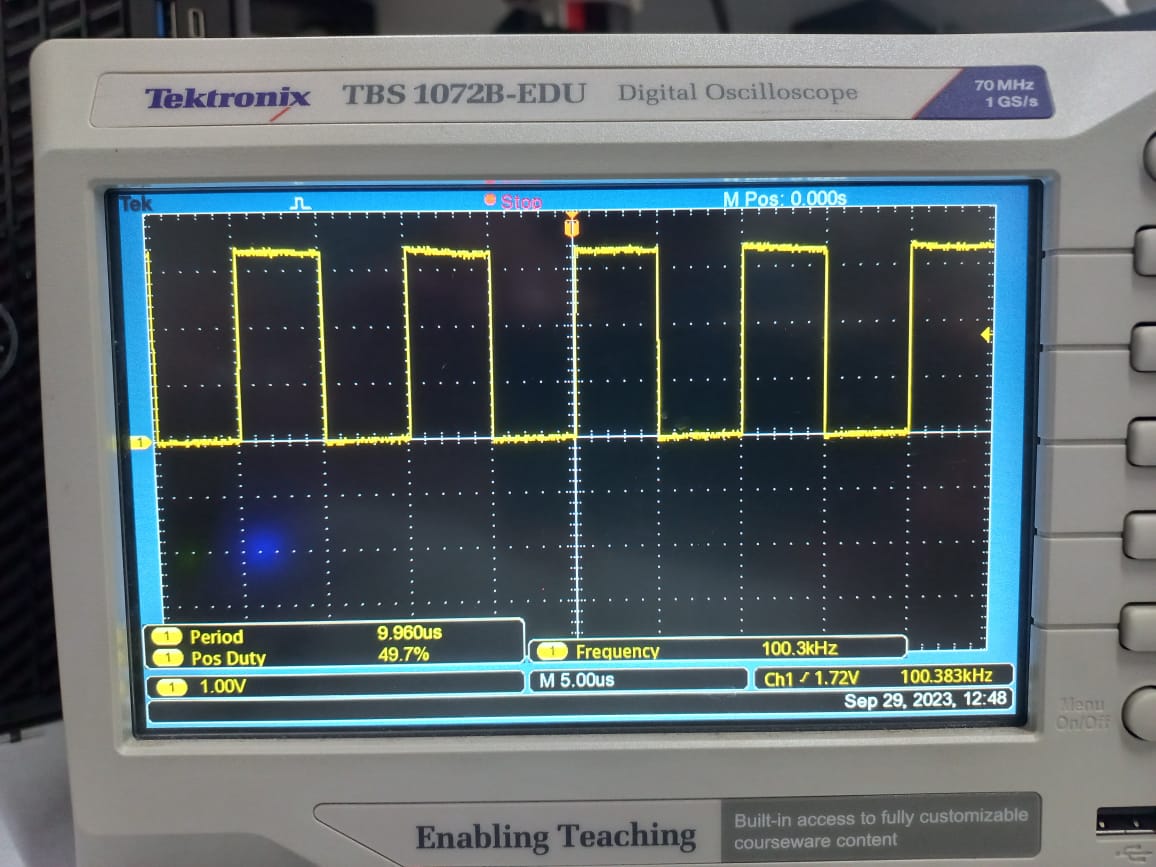 Tektronix TBS 1072B-EDU Digital Oscilloscope 70 MHz
1 GS/s
Tek Stop M Pos: 0.000s
T
1
1 Period 9.960us
1 Pos Duty 49.7%
1 Frequency 100.3kHz
1 1.00V M 5.00us Ch1 1.72V 100.383kHz
Sep 29, 2023, 12:48
Menu
On/Off
Enabling Teaching
Built-in access to fully customizable
courseware content